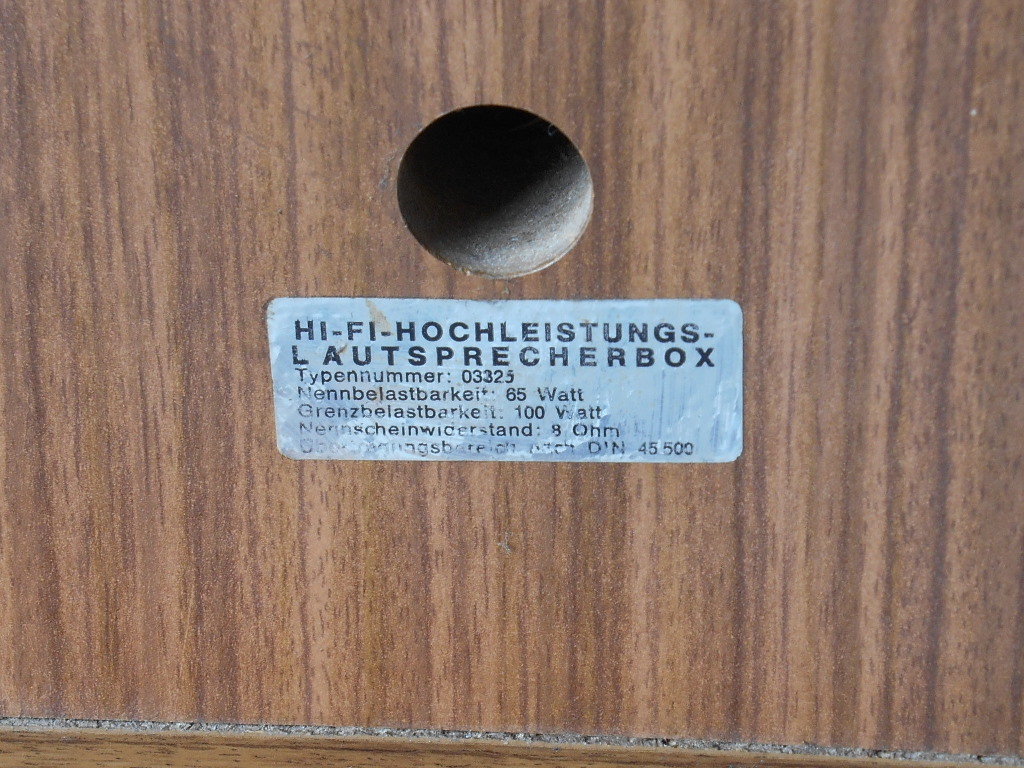 HI-FI-HOCHLEISTUNGS-
LAUTSPRECHERBOX
Typennummer: 03325
Nennbelastbarkeit: 65 Watt
Grenzbelastbarkeit: 100 Watt
Nennscheinwiderstand: 8 Ohm
Übertragungsbereich nach DIN 45 500